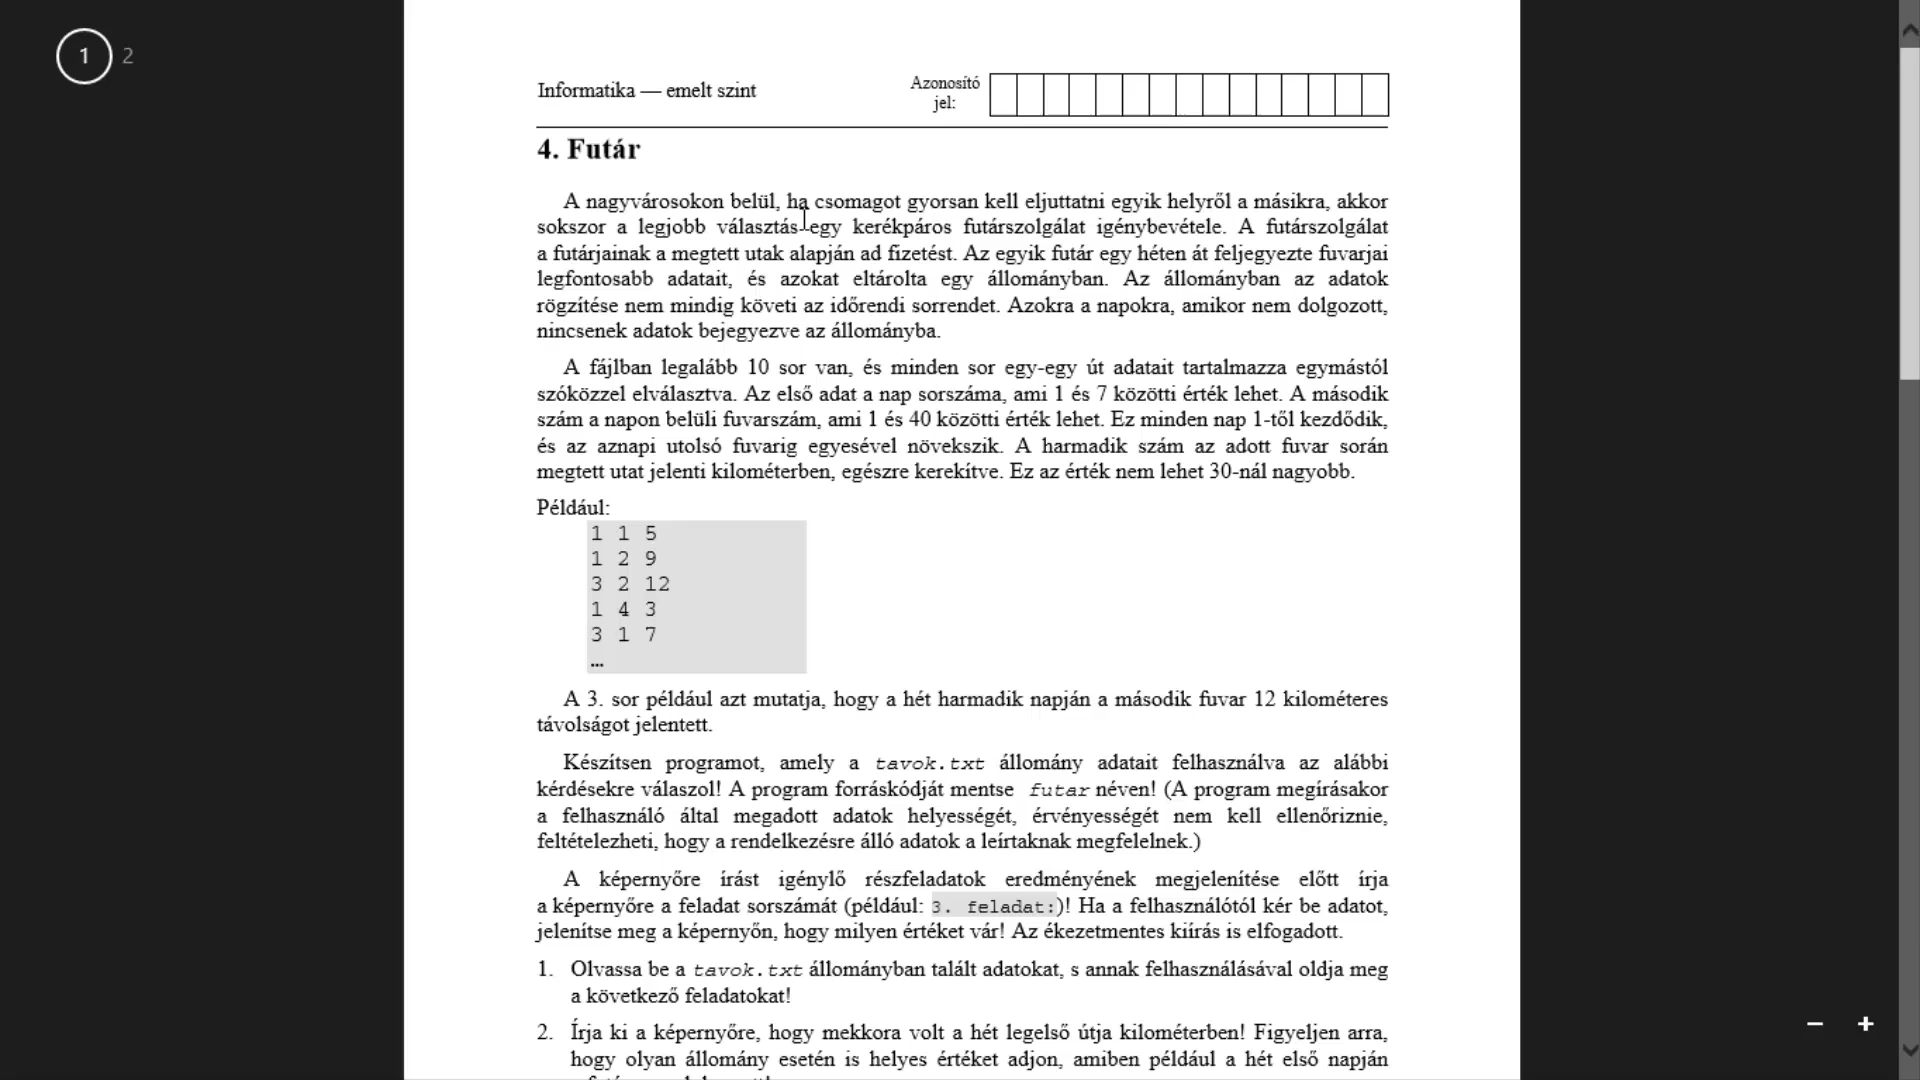 1 2
Informatika — emelt szint
Azonosító
jel:
4. Futár
A nagyvárosokon belül, ha csomagot gyorsan kell eljuttatni egyik helyről a másikra, akkor
sokszor a legjobb választás egy kerékpáros futárszolgálat igénybevétele. A futárszolgálat
a futárjainak a megtett utak alapján ad fizetést. Az egyik futár egy héten át feljegyezte fuvarjai
legfontosabb adatait, és azokat eltárolta egy állományban. Az állományban az adatok
rögzítése nem mindig követi az időrendi sorrendet. Azokra a napokra, amikor nem dolgozott,
nincsenek adatok bejegyezve az állományba.
A fájlban legalább 10 sor van, és minden sor egy-egy út adatait tartalmazza egymástól
szóközzel elválasztva. Az első adat a nap sorszáma, ami 1 és 7 közötti érték lehet. A második
szám a napon belüli fuvarszám, ami 1 és 40 közötti érték lehet. Ez minden nap 1-től kezdődik,
és az aznapi utolsó fuvarig egyesével növekszik. A harmadik szám az adott fuvar során
megtett utat jelenti kilométerben, egészre kerekítve. Ez az érték nem lehet 30-nál nagyobb.
Például:
1 1 5
1 2 9
3 2 12
1 4 3
3 1 7
…
A 3. sor például azt mutatja, hogy a hét harmadik napján a második fuvar 12 kilométeres
távolságot jelentett.
Készítsen programot, amely a tavok.txt állomány adatait felhasználva az alábbi
kérdésekre válaszol! A program forráskódját mentse futar néven! (A program megírásakor
a felhasználó által megadott adatok helyességét, érvényességét nem kell ellenőriznie,
feltételezheti, hogy a rendelkezésre álló adatok a leírtaknak megfelelnek.)
A képernyőre írást igénylő részfeladatok eredményének megjelenítése előtt írja
a képernyőre a feladat sorszámát (például: 3. feladat:)! Ha a felhasználótól kér be adatot,
jelenítse meg a képernyőn, hogy milyen értéket vár! Az ékezetmentes kiírás is elfogadott.
1. Olvassa be a tavok.txt állományban talált adatokat, s annak felhasználásával oldja meg
a következő feladatokat!
2. Írja ki a képernyőre, hogy mekkora volt a hét legelső útja kilométerben! Figyeljen arra,
hogy olyan állomány esetén is helyes értéket adjon, amiben például a hét első napján